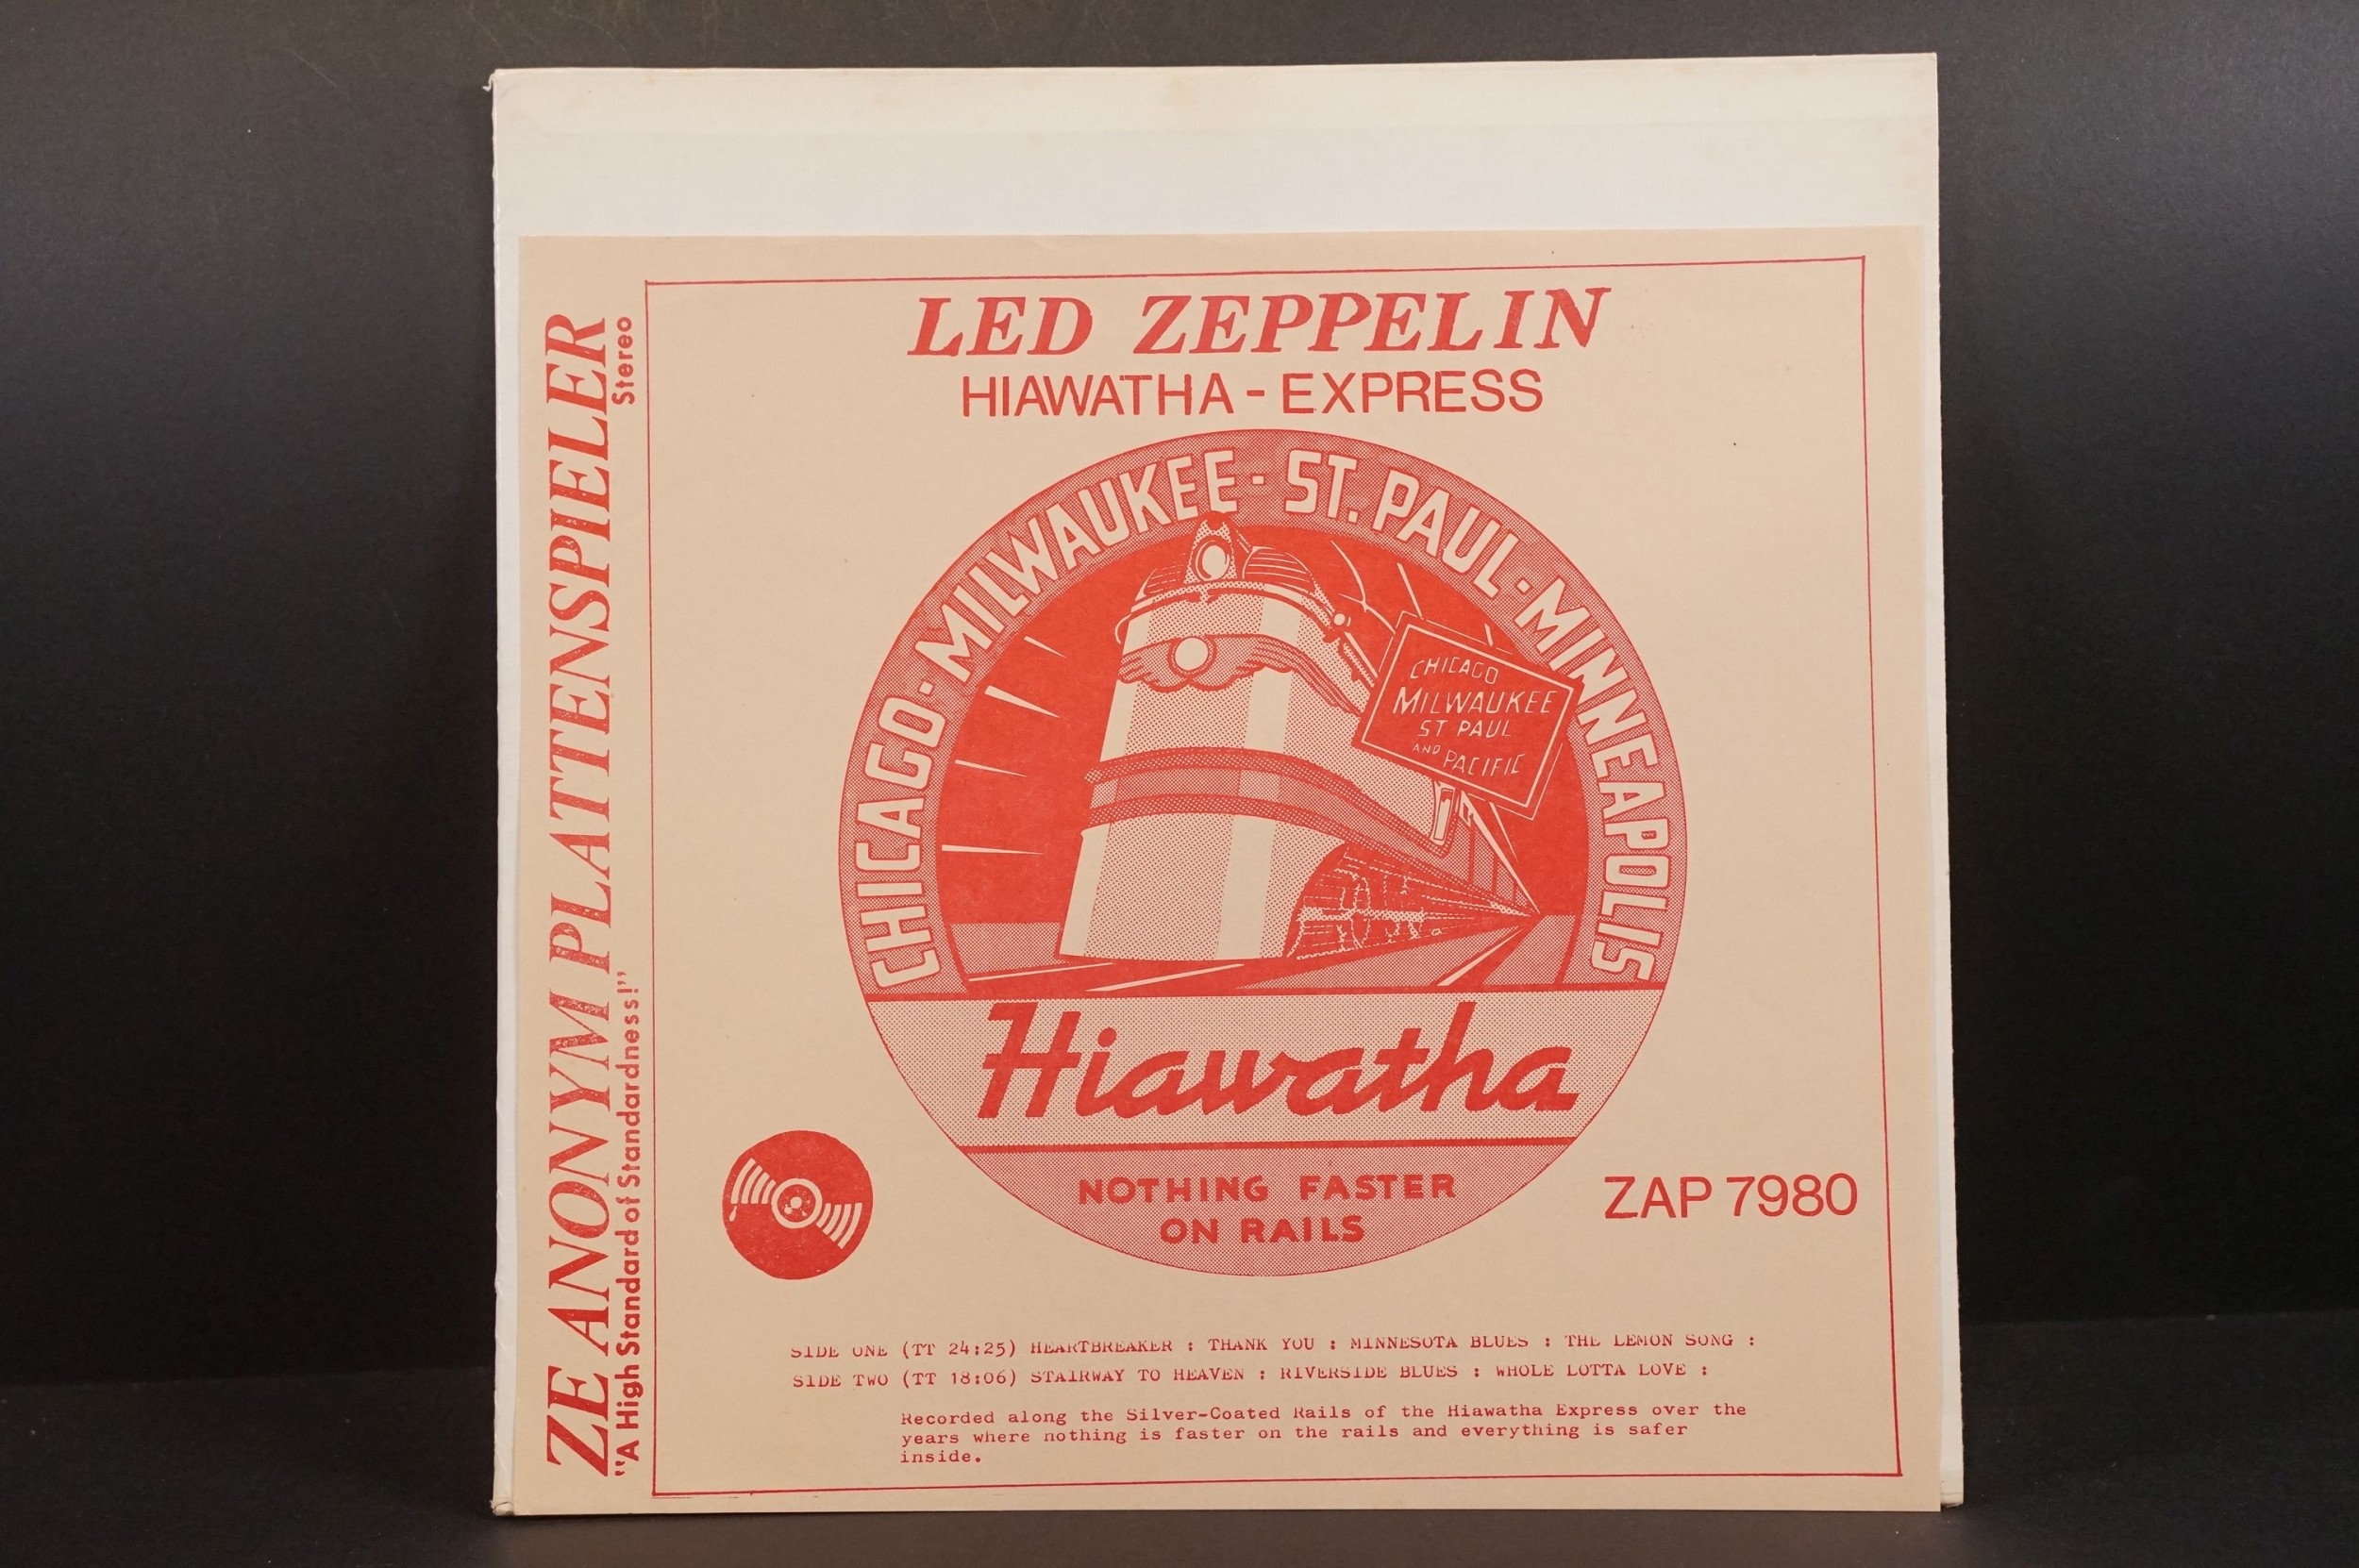 ZE ANONYM PLATTENSPIELER
Stereo
"A High Standard of Standardness!"
LED ZEPPELIN
HIAWATHA - EXPRESS
CHICAGO · MILWAUKEE · ST. PAUL · MINNEAPOLIS
CHICAGO
MILWAUKEE
ST PAUL
AND PACIFIC
Hiawatha
NOTHING FASTER
ON RAILS
ZAP 7980
SIDE ONE (TT 24:25) HEARTBREAKER : THANK YOU : MINNESOTA BLUES : THE LEMON SONG :
SIDE TWO (TT 18:06) STAIRWAY TO HEAVEN : RIVERSIDE BLUES : WHOLE LOTTA LOVE :
Recorded along the Silver-Coated Rails of the Hiawatha Express over the
years where nothing is faster on the rails and everything is safer
inside.